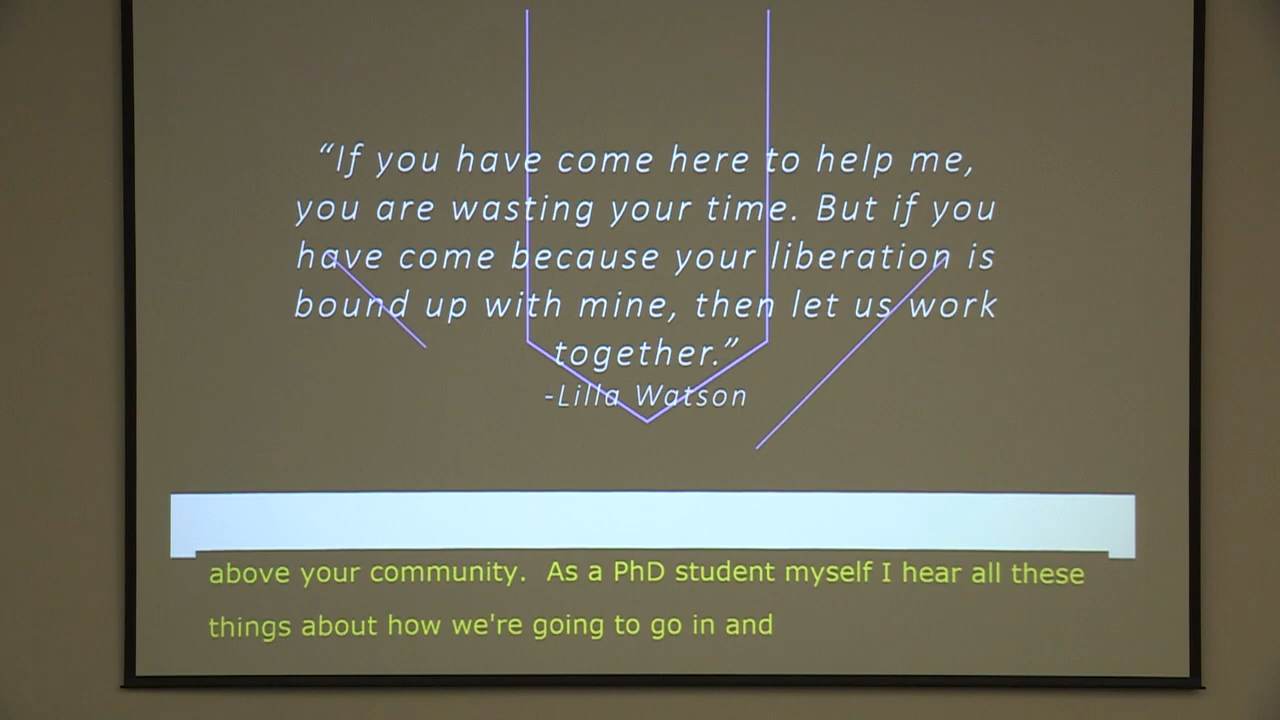 “If you have come here to help me,
you are wasting your time. But if you
have come because your liberation is
bound up with mine, then let us work
together.”
-Lilla Watson
above your community.  As a PhD student myself I hear all these
things about how we're going to go in and